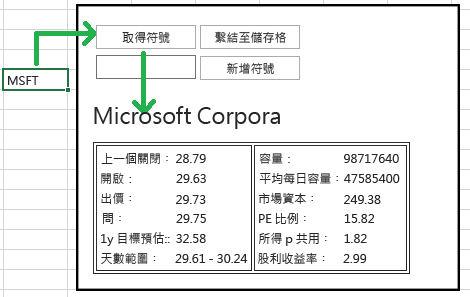 取得符號 繫結至儲存格
MSFT 新增符號
Microsoft Corpora
上一個關閉： 28.79 容量： 98717640
開啟： 29.63 平均每日容量： 47585400
出價： 29.73 市場資本： 249.38
問： 29.75 PE 比例： 15.82
1y 目標預估:: 32.58 所得 p 共用： 1.82
天數範圍： 29.61 - 30.24 股利收益率： 2.99